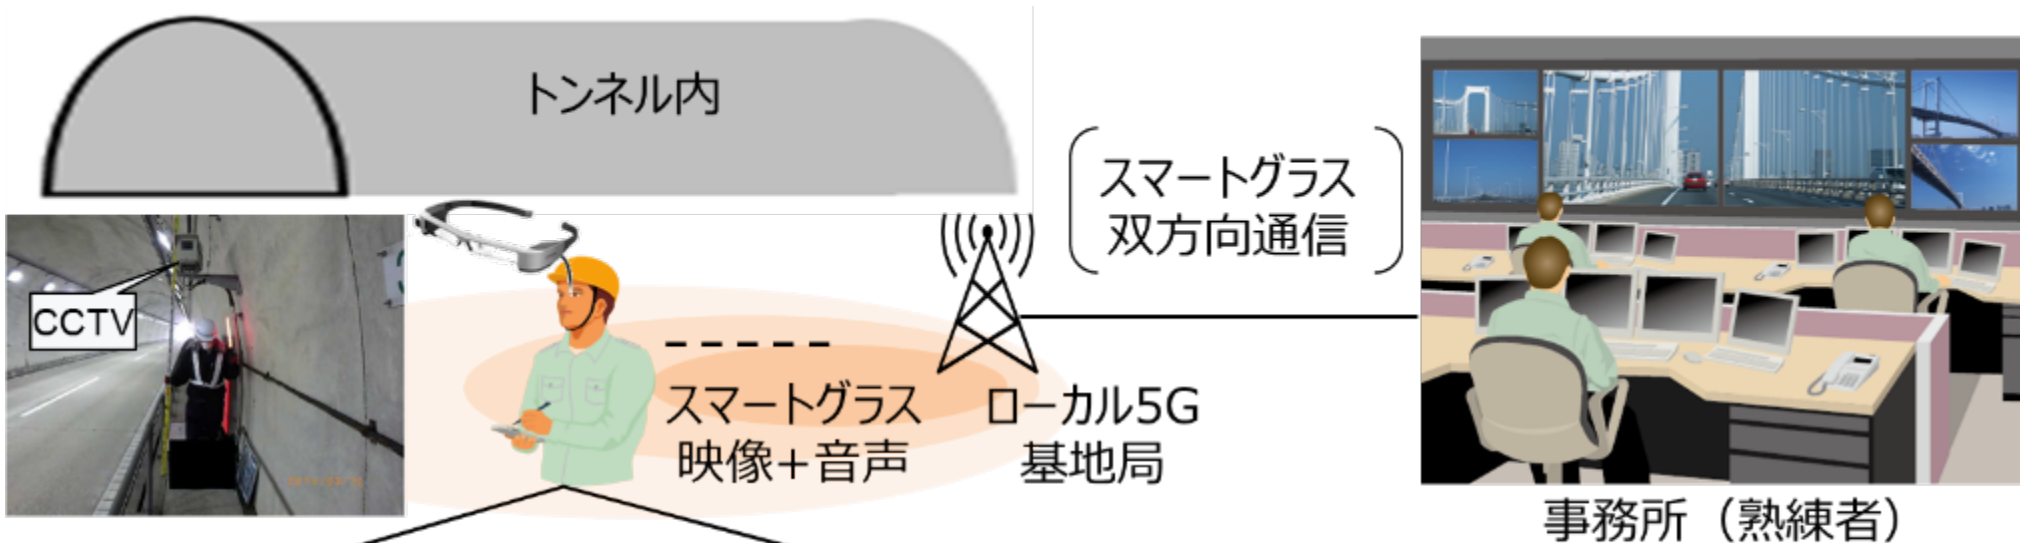 トンネル内
スマートグラス
双方向通信
CCTV
スマートグラス
映像+音声
ローカル5G
基地局
事務所（熟練者）